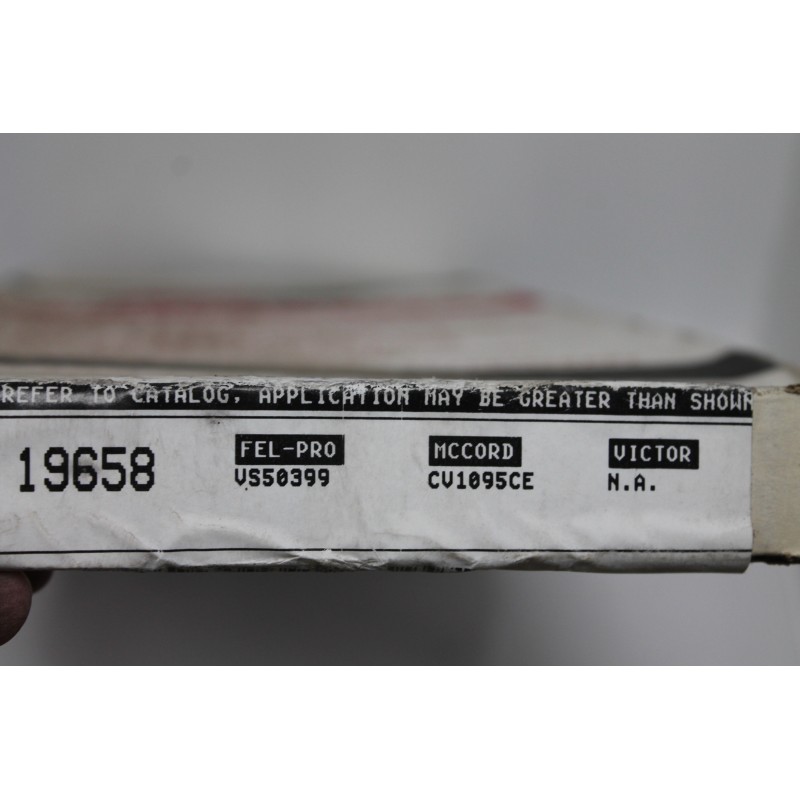 REFER TO CATALOG, APPLICATION MAY BE GREATER THAN SHOWN
19658
FEL-PRO
VS50399
MCCORD
CV1095CE
VICTOR
N.A.